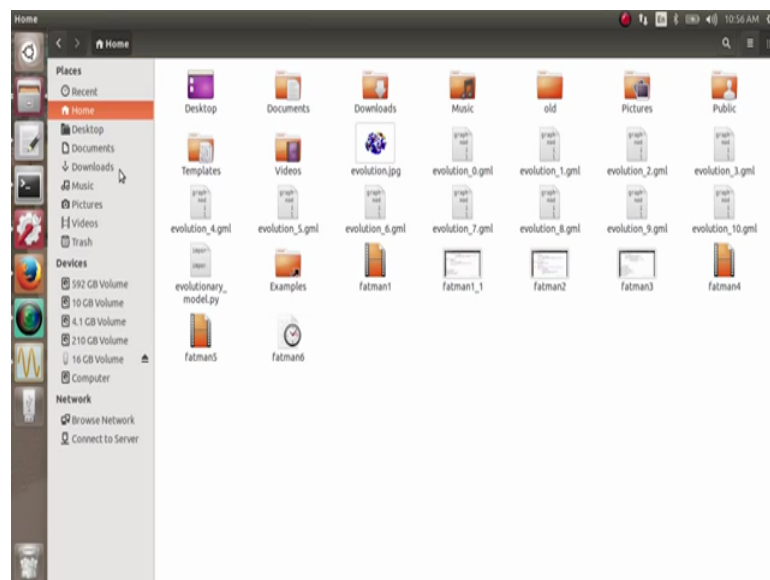 Home
En
10:56 AM
Home
Places
Recent
Home
Desktop
Documents
Downloads
Music
Pictures
Videos
Trash
Devices
592 GB Volume
10 GB Volume
4.1 GB Volume
210 GB Volume
16 GB Volume
Computer
Network
Browse Network
Connect to Server
Desktop
Documents
Downloads
Music
old
Pictures
Public
Templates
Videos
evolution.jpg
evolution_0.gml
evolution_1.gml
evolution_2.gml
evolution_3.gml
evolution_4.gml
evolution_5.gml
evolution_6.gml
evolution_7.gml
evolution_8.gml
evolution_9.gml
evolution_10.gml
evolutionary_
model.py
Examples
fatman1
fatman1_1
fatman2
fatman3
fatman4
fatman5
fatman6